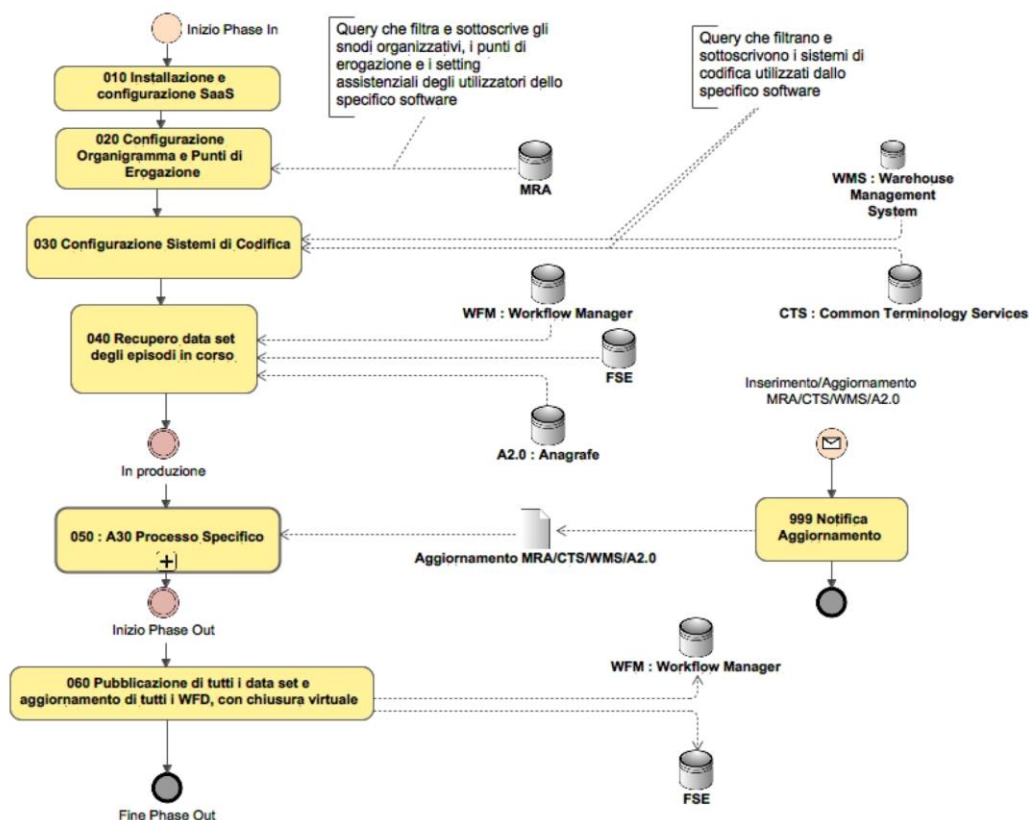 Inizio Phase In
Query che filtra e sottoscrive gli
snodi organizzativi, i punti di
erogazione e i setting
assistenziali degli utilizzatori dello
specifico software
Query che filtrano e
sottoscrivono i sistemi di
codifica utilizzati dallo
specifico software
010 Installazione e
configurazione SaaS
020 Configurazione
Organigramma e Punti di
Erogazione
MRA
WMS : Warehouse
Management
System
030 Configurazione Sistemi di Codifica
WFM : Workflow Manager
CTS : Common Terminology Services
040 Recupero data set
degli episodi in corso
FSE
Inserimento/Aggiornamento
MRA/CTS/WMS/A2.0
A2.0 : Anagrafe
In produzione
050 : A30 Processo Specifico
Aggiornamento MRA/CTS/WMS/A2.0
999 Notifica
Aggiornamento
Inizio Phase Out
WFM : Workflow Manager
060 Pubblicazione di tutti i data set e
aggiornamento di tutti i WFD, con chiusura virtuale
FSE
Fine Phase Out